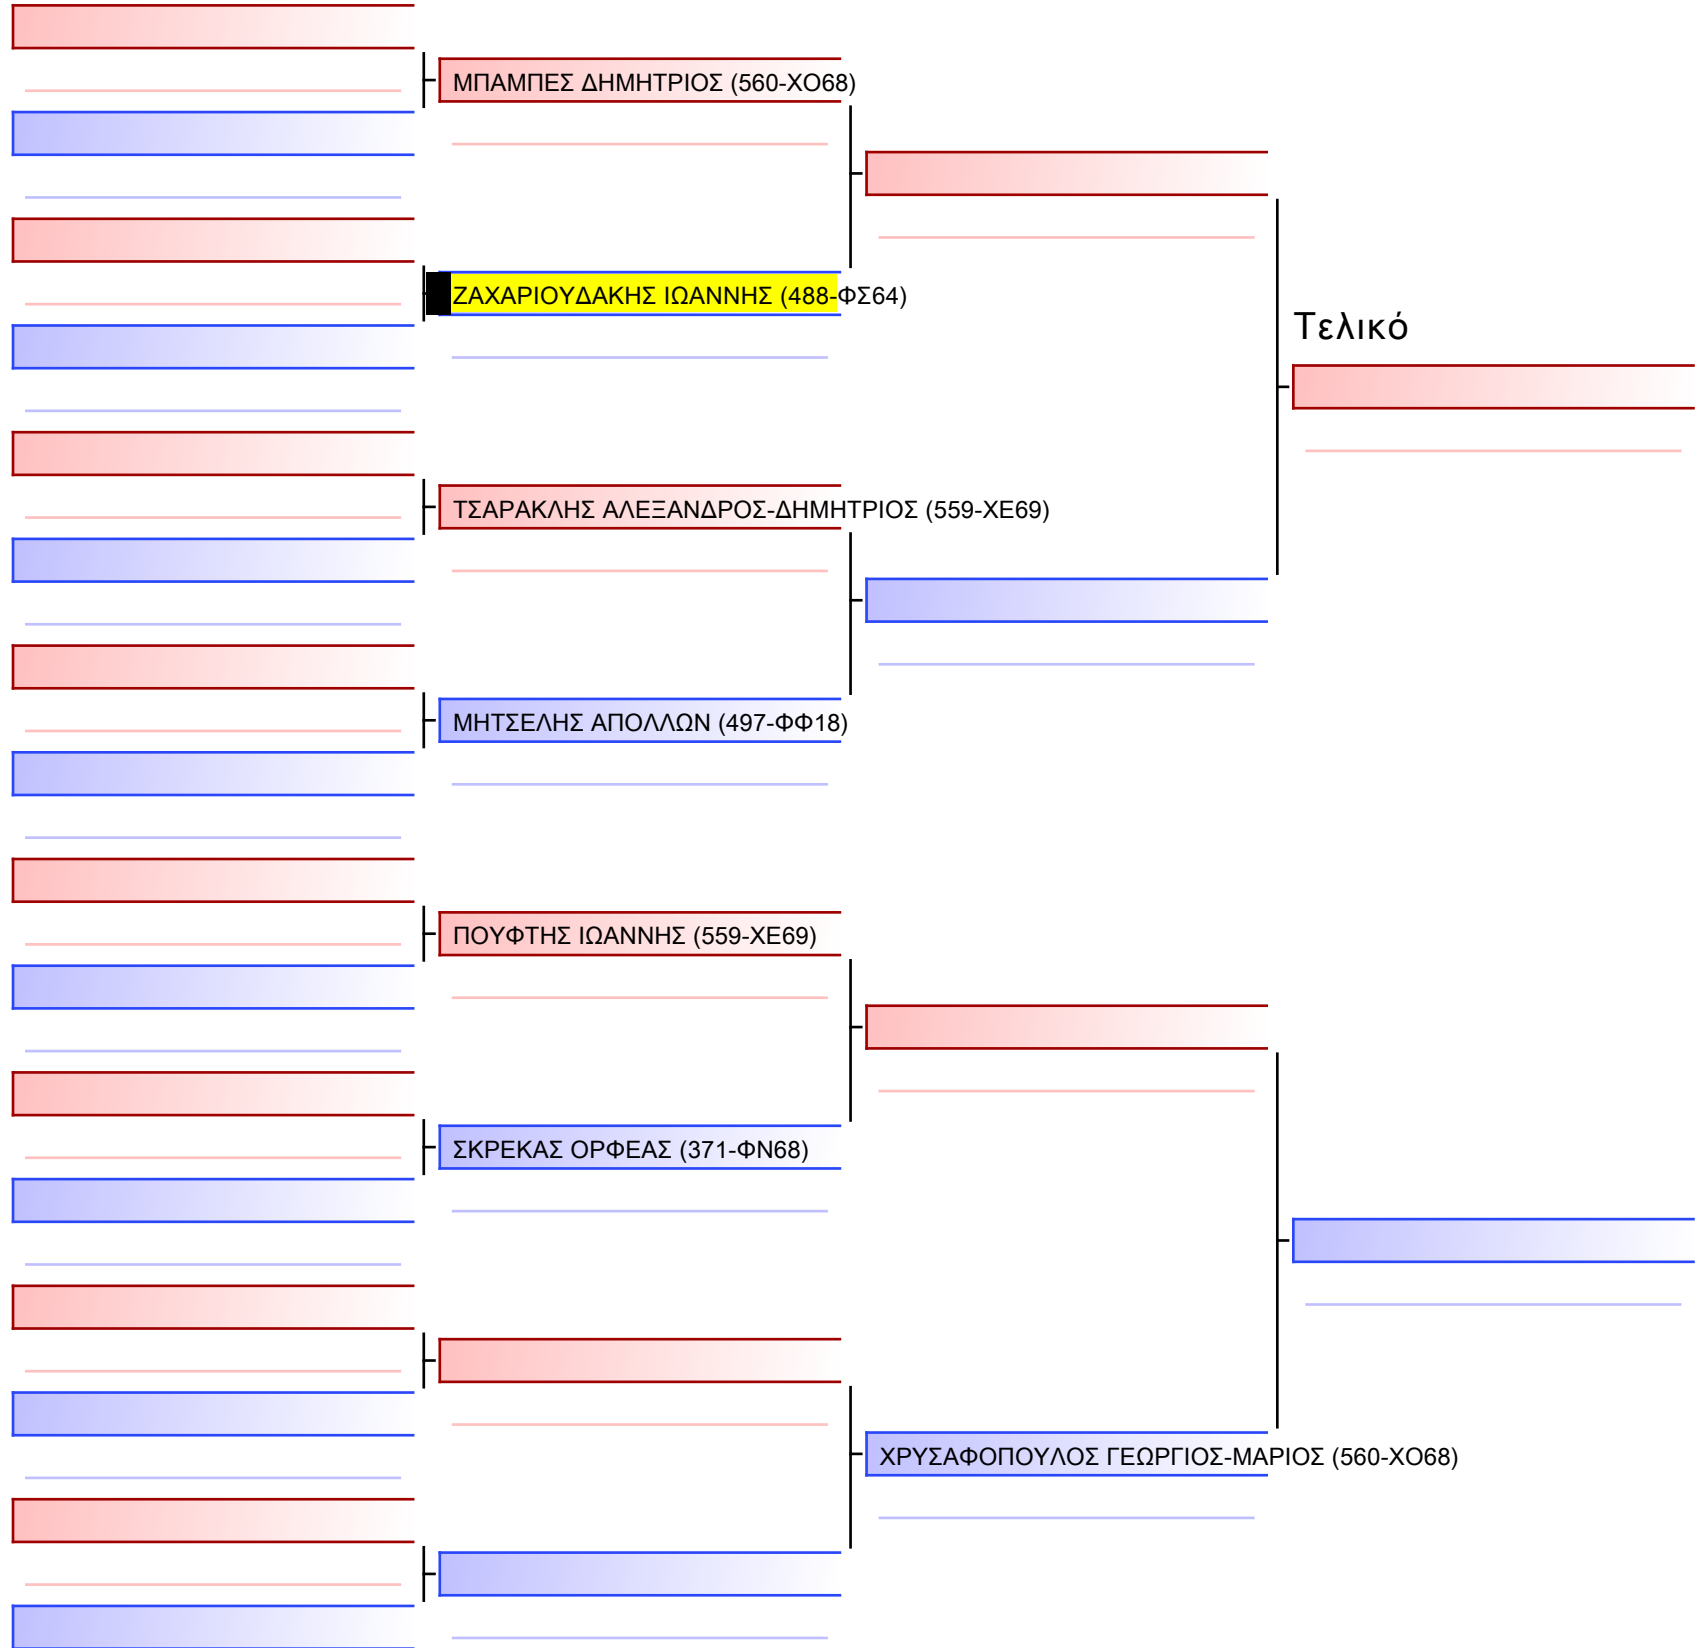 ΜΠΑΜΠΕΣ ΔΗΜΗΤΡΙΟΣ (560-ΧΟ68)
ΖΑΧΑΡΙΟΥΔΑΚΗΣ ΙΩΑΝΝΗΣ (488-ΦΣ64)
Τελικό
ΤΣΑΡΑΚΛΗΣ ΑΛΕΞΑΝΔΡΟΣ-ΔΗΜΗΤΡΙΟΣ (559-ΧΕ69)
ΜΗΤΣΕΛΗΣ ΑΠΟΛΛΩΝ (497-ΦΦ18)
ΠΟΥΦΤΗΣ ΙΩΑΝΝΗΣ (559-ΧΕ69)
ΣΚΡΕΚΑΣ ΟΡΦΕΑΣ (371-ΦΝ68)
ΧΡΥΣΑΦΟΠΟΥΛΟΣ ΓΕΩΡΓΙΟΣ-ΜΑΡΙΟΣ (560-ΧΟ68)